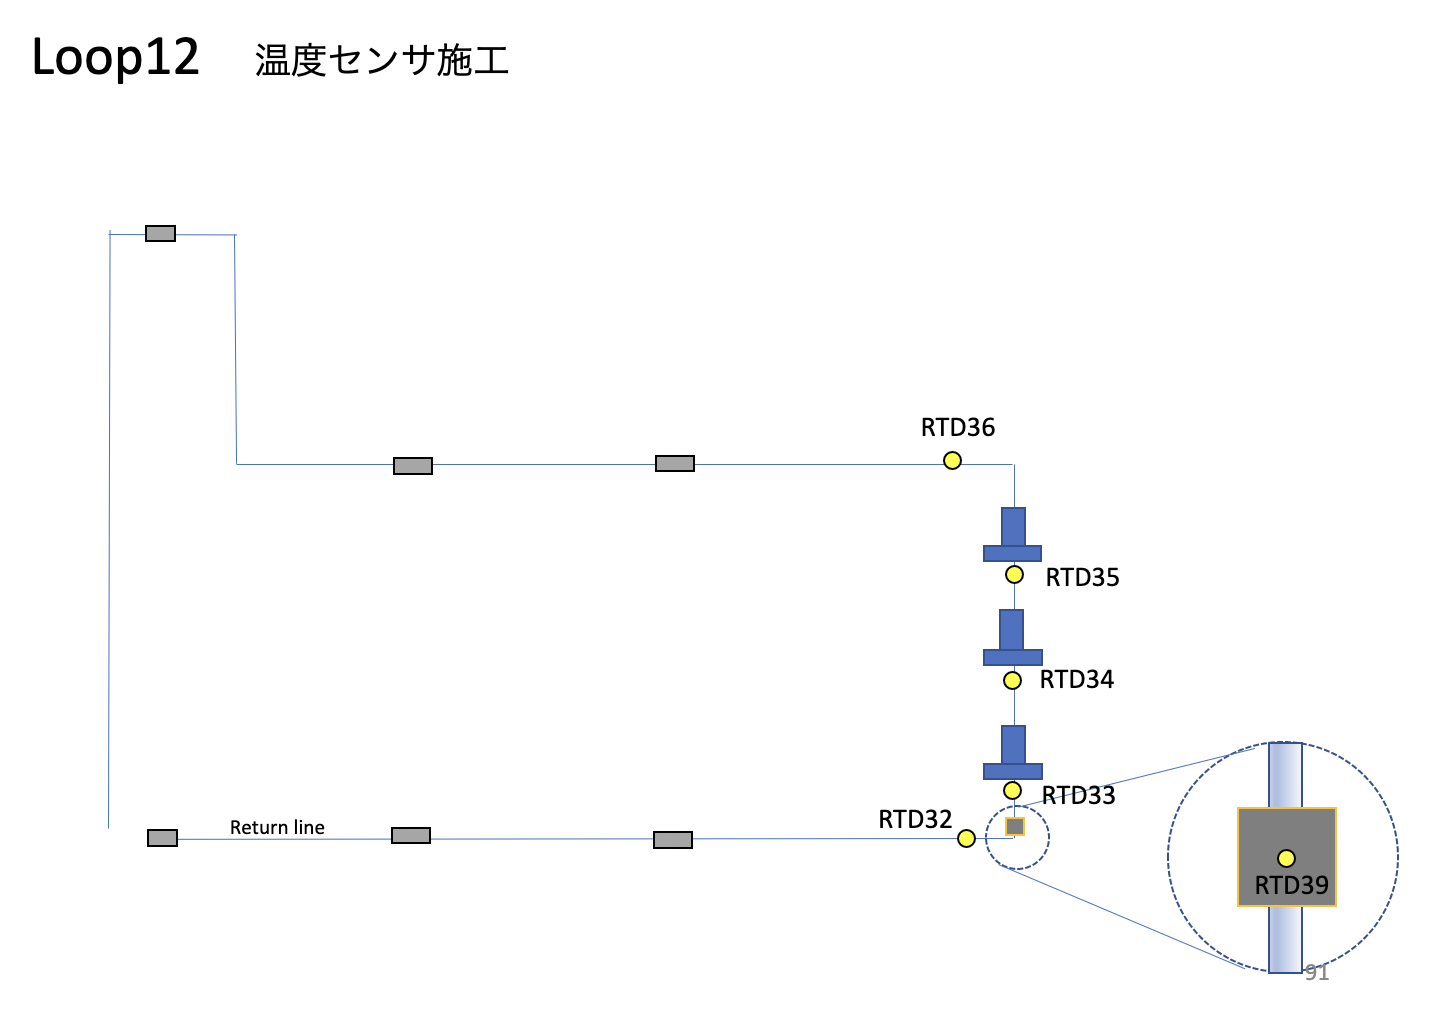 Loop12 温度センサ施工
RTD36
RTD35
RTD34
RTD33
RTD32
Return line
RTD39
91